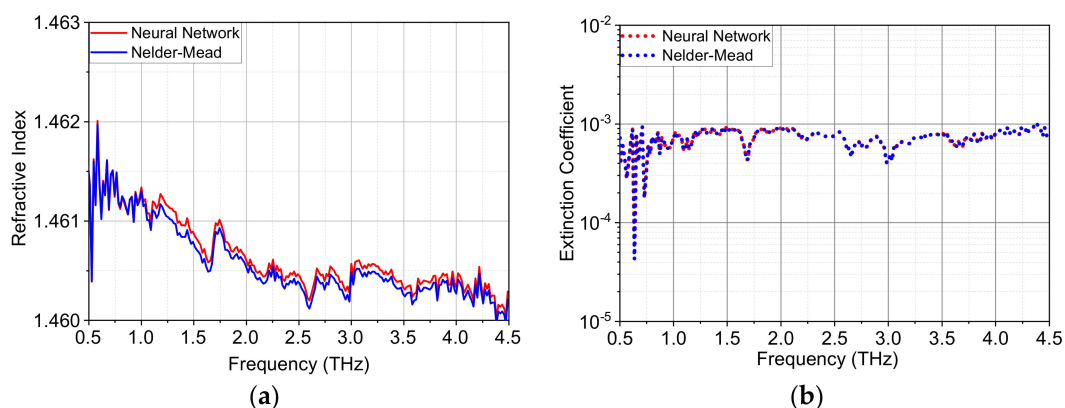 1.463
1.462
1.461
1.460
Refractive Index
Neural Network
Nelder-Mead
0.5 1.0 1.5 2.0 2.5 3.0 3.5 4.0 4.5
Frequency (THz)
(a)
10⁻²
10⁻³
10⁻⁴
10⁻⁵
Extinction Coefficient
Neural Network
Nelder-Mead
0.5 1.0 1.5 2.0 2.5 3.0 3.5 4.0 4.5
Frequency (THz)
(b)